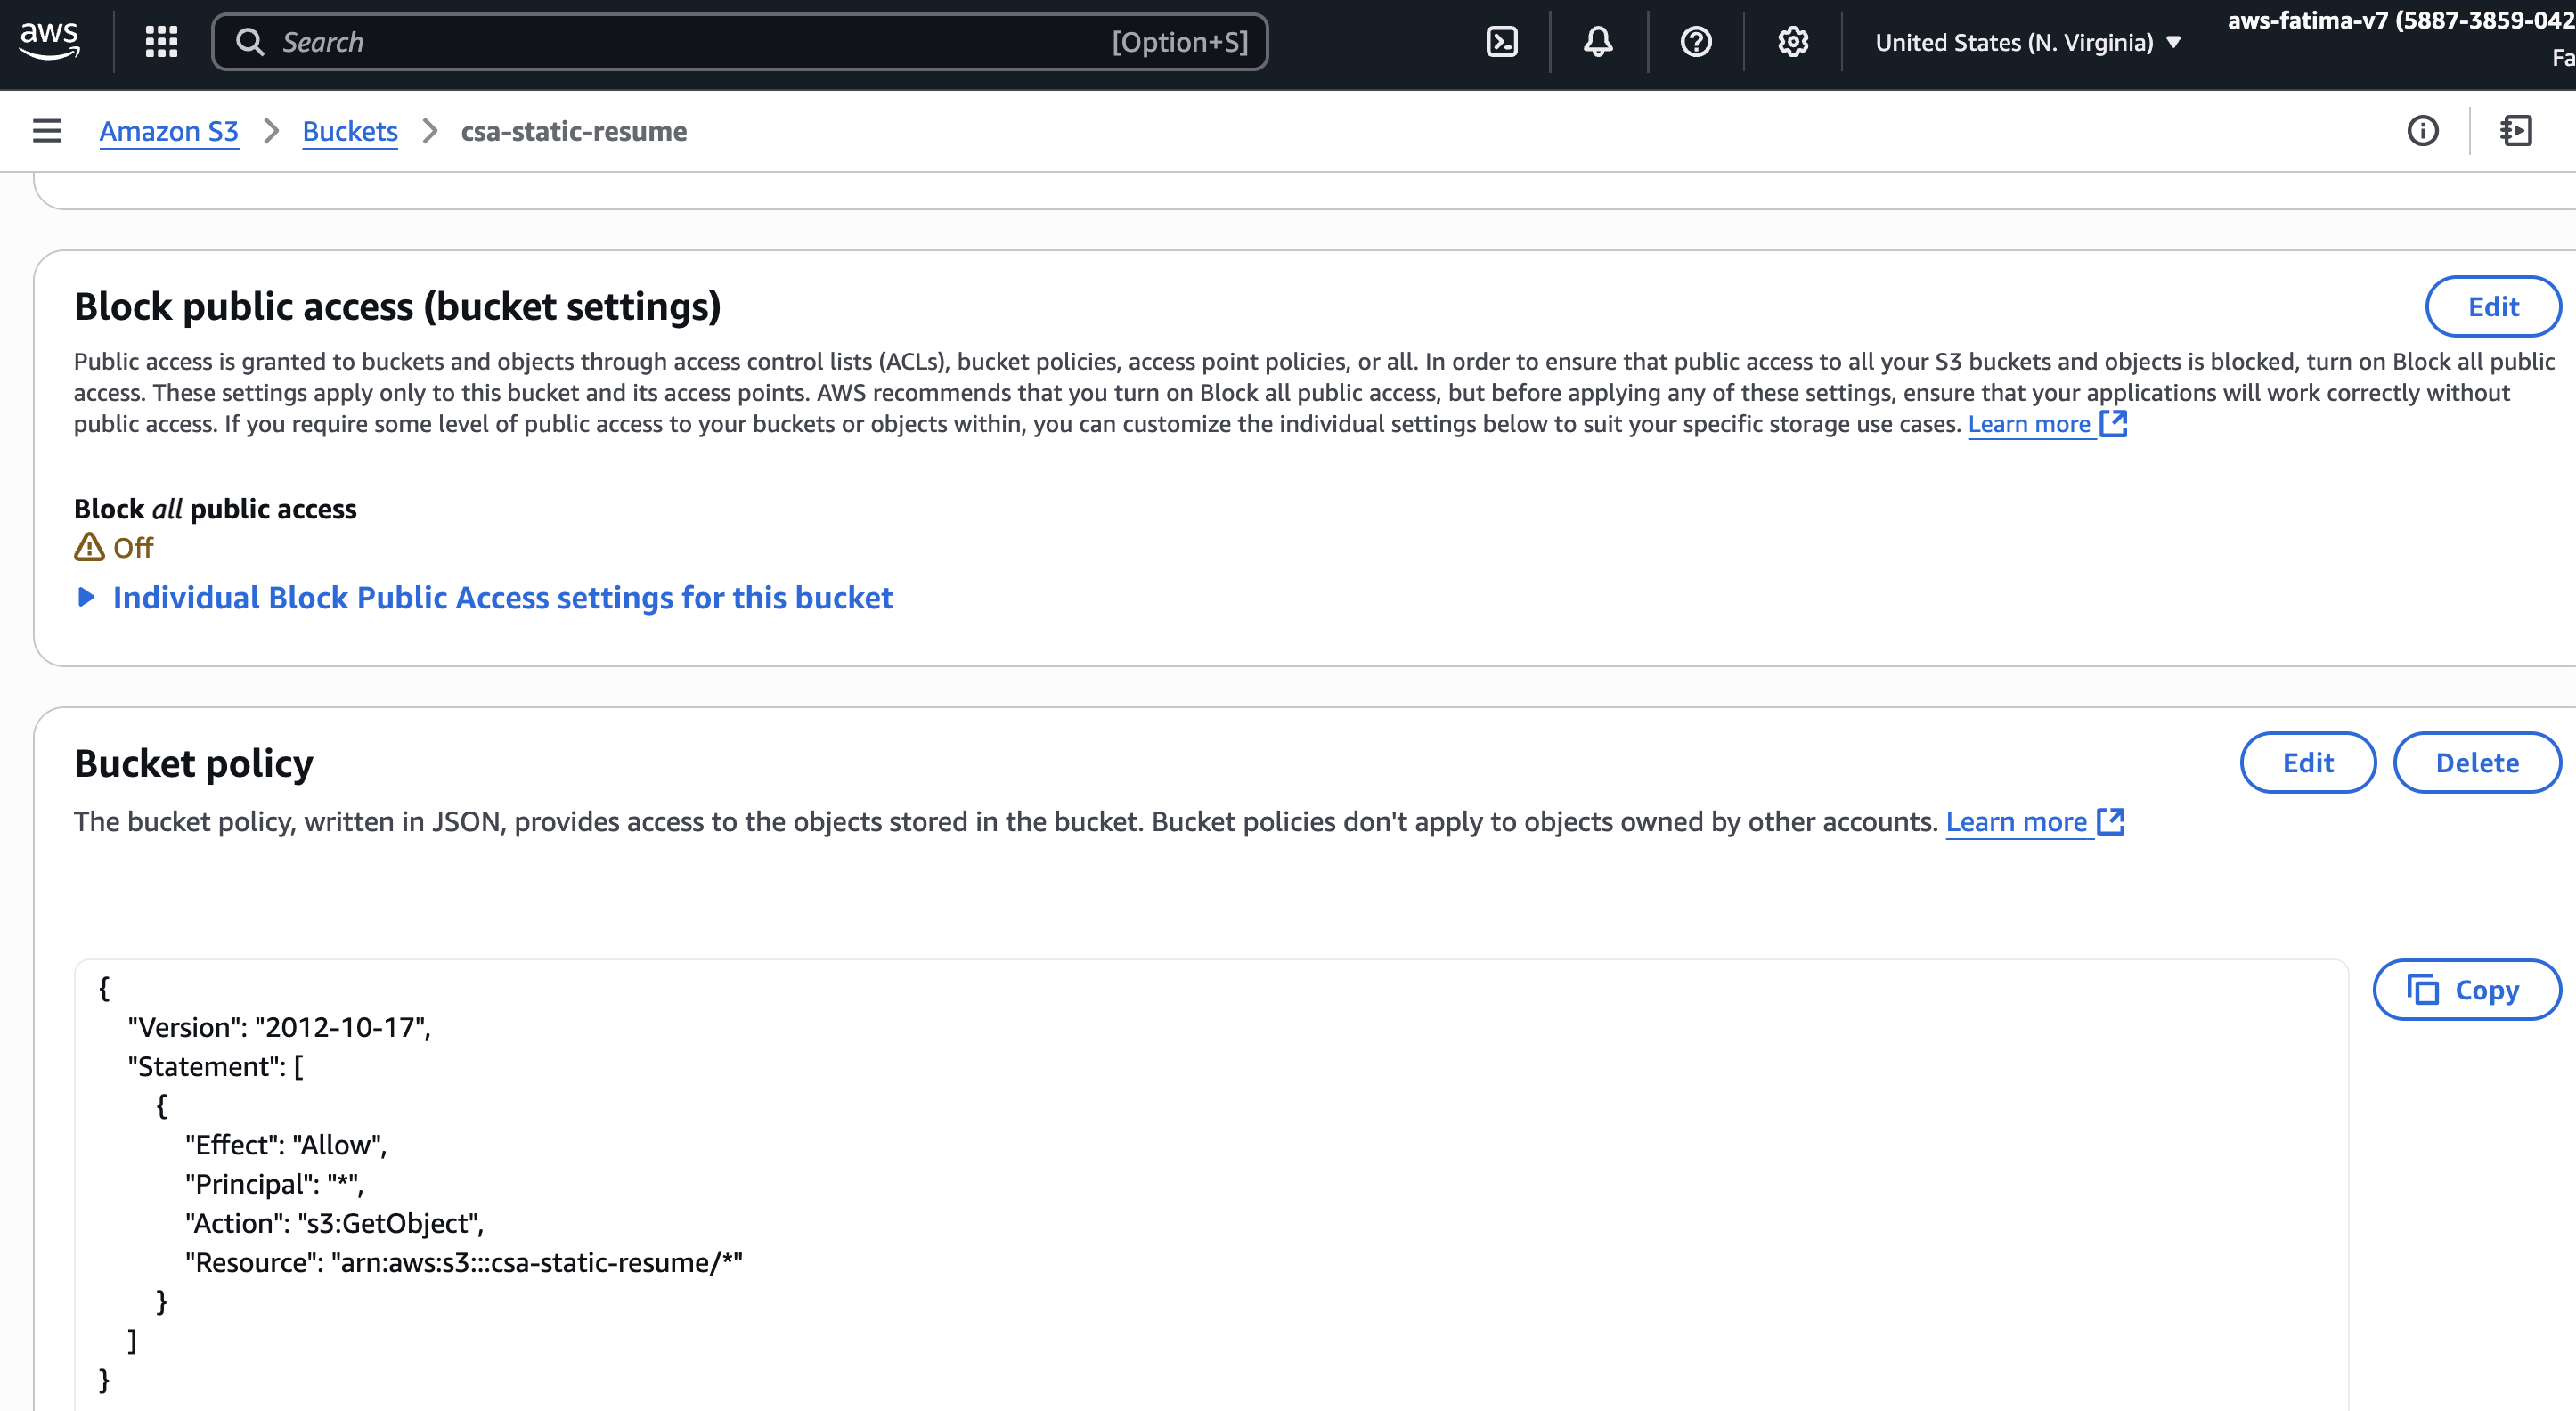 aws
Search [Option+S]
United States (N. Virginia)
aws-fatima-v7 (5887-3859-042
Fa
Amazon S3 > Buckets > csa-static-resume
Block public access (bucket settings)
Edit
Public access is granted to buckets and objects through access control lists (ACLs), bucket policies, access point policies, or all. In order to ensure that public access to all your S3 buckets and objects is blocked, turn on Block all public
access. These settings apply only to this bucket and its access points. AWS recommends that you turn on Block all public access, but before applying any of these settings, ensure that your applications will work correctly without
public access. If you require some level of public access to your buckets or objects within, you can customize the individual settings below to suit your specific storage use cases. Learn more
Block all public access
Off
Individual Block Public Access settings for this bucket
Bucket policy
Edit
Delete
The bucket policy, written in JSON, provides access to the objects stored in the bucket. Bucket policies don't apply to objects owned by other accounts. Learn more
Copy
{
"Version": "2012-10-17",
"Statement": [
{
"Effect": "Allow",
"Principal": "*",
"Action": "s3:GetObject",
"Resource": "arn:aws:s3:::csa-static-resume/*"
}
]
}